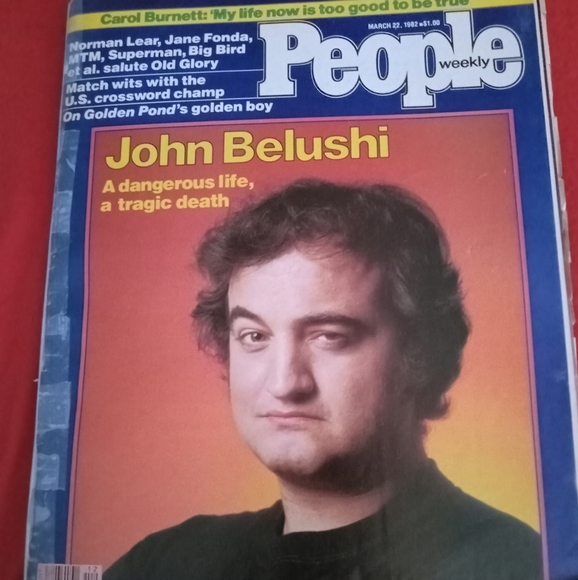 Carol Burnett: 'My life now is too good to be true'
MARCH 22, 1982 $1.00
Norman Lear, Jane Fonda,
MTM, Superman, Big Bird
et al. salute Old Glory
Match wits with the
U.S. crossword champ
On Golden Pond's golden boy
People
weekly
John Belushi
A dangerous life,
a tragic death
12